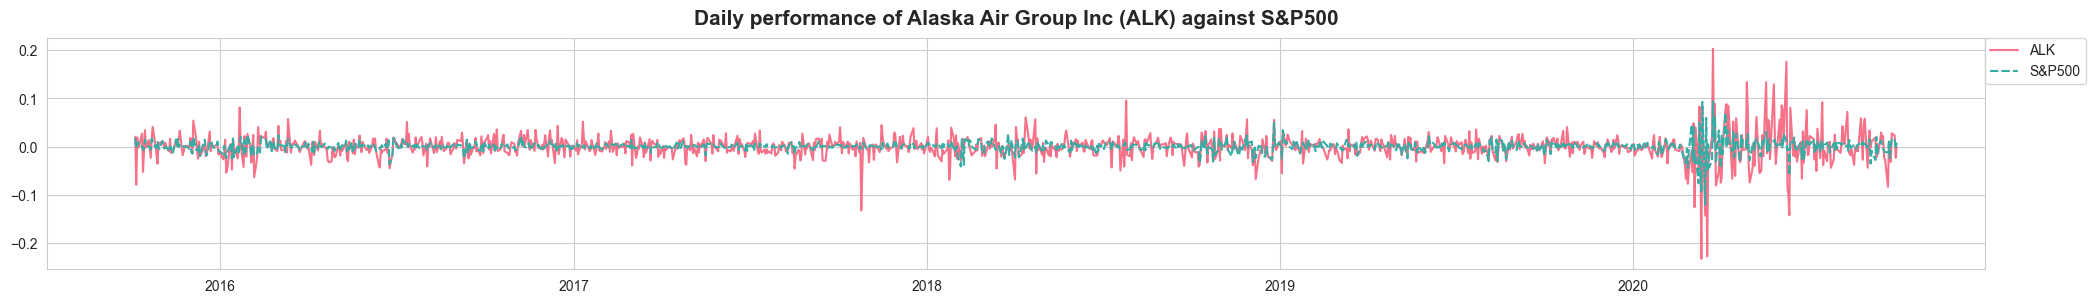 Daily performance of Alaska Air Group Inc (ALK) against S&P500
0.2
0.1
0.0
−0.1
−0.2
ALK
S&P500
2016 2017 2018 2019 2020